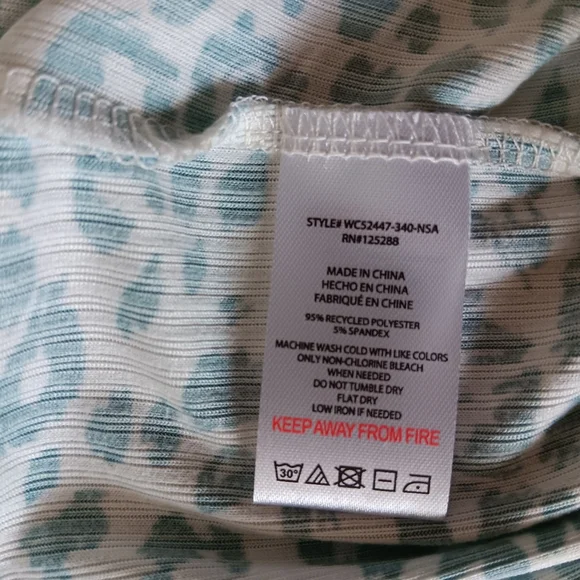 STYLE# WC52447-340-NSA
RN#125288
MADE IN CHINA
HECHO EN CHINA
FABRIQUÉ EN CHINE
95% RECYCLED POLYESTER
5% SPANDEX
MACHINE WASH COLD WITH LIKE COLORS
ONLY NON-CHLORINE BLEACH
WHEN NEEDED
DO NOT TUMBLE DRY
FLAT DRY
LOW IRON IF NEEDED
KEEP AWAY FROM FIRE
30°